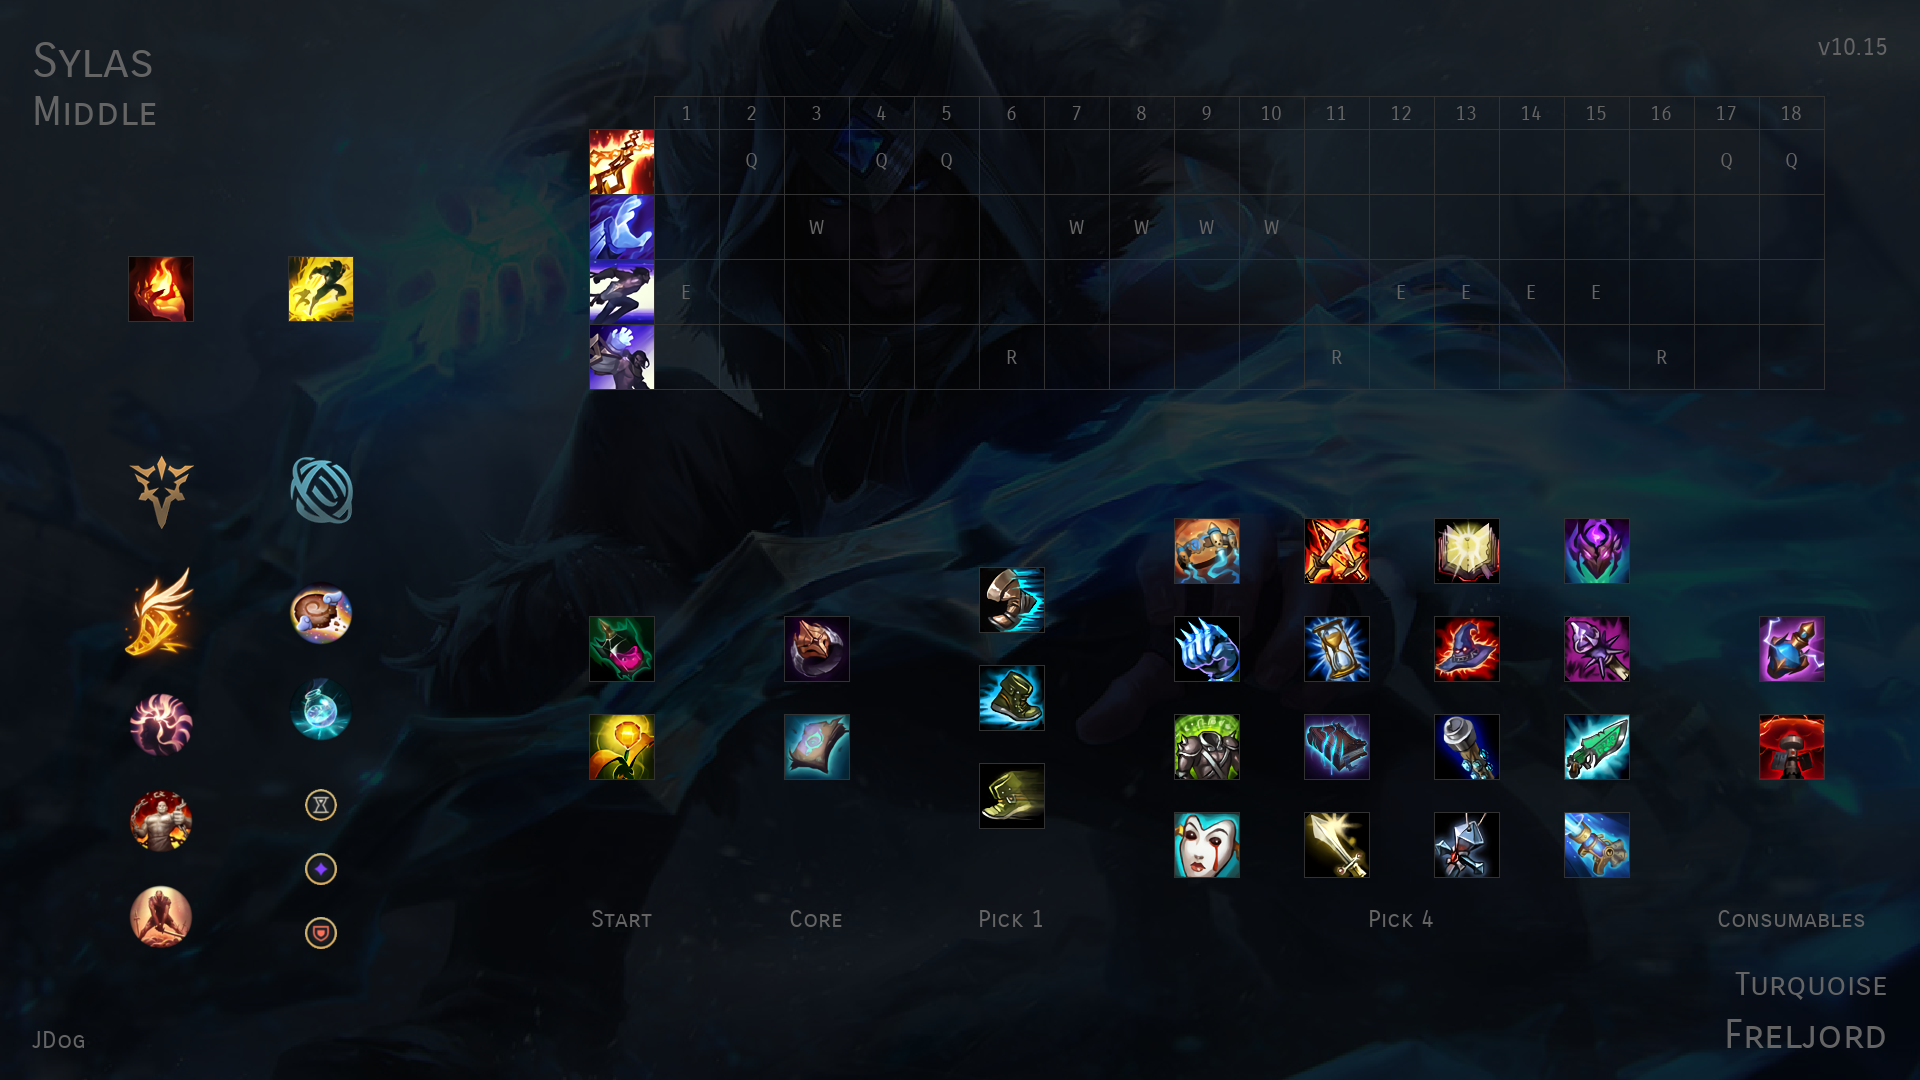 Sylas
Middle
v10.15
1 2 3 4 5 6 7 8 9 10 11 12 13 14 15 16 17 18
Q Q Q Q Q
W W W W W
E E E E E
R R R
Start Core Pick 1 Pick 4 Consumables
Turquoise
Freljord
JDog